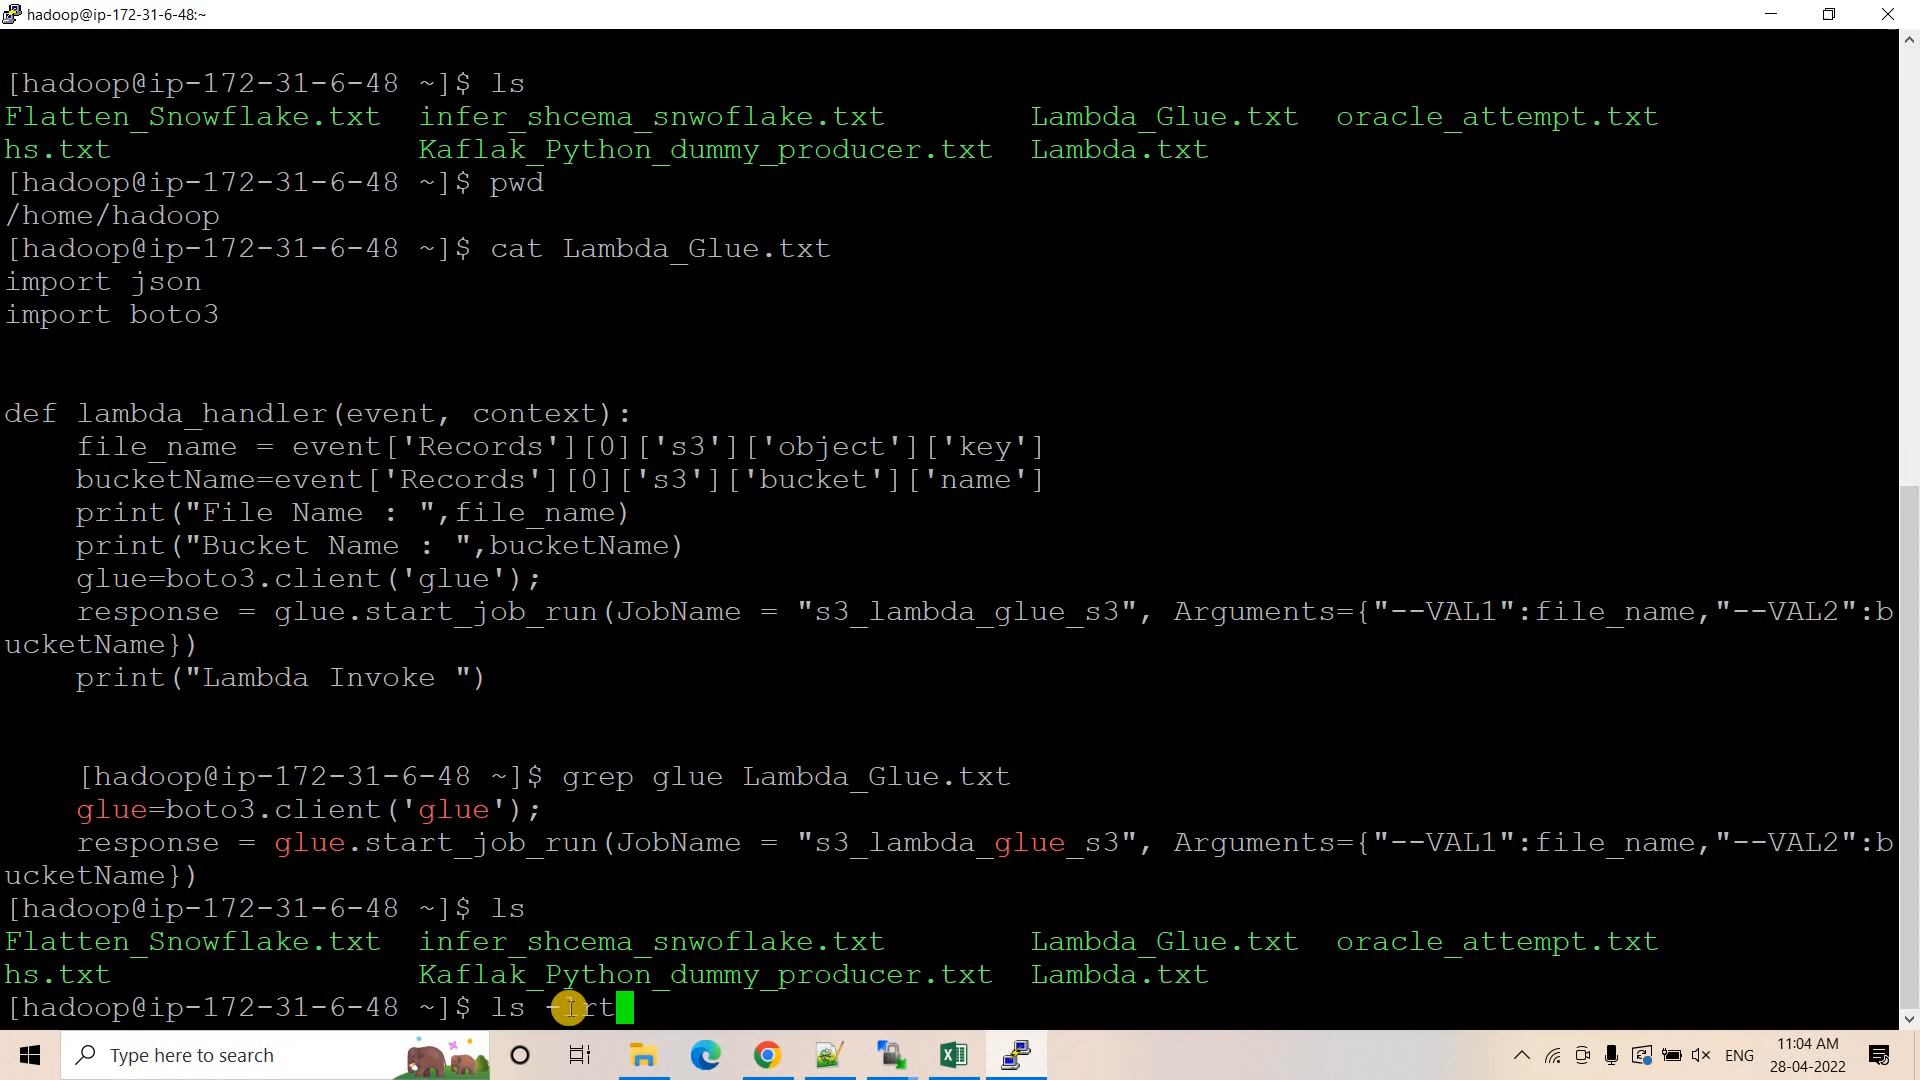 hadoop@ip-172-31-6-48:~
[hadoop@ip-172-31-6-48 ~]$ ls
Flatten_Snowflake.txt infer_shcema_snwoflake.txt Lambda_Glue.txt oracle_attempt.txt
hs.txt Kaflak_Python_dummy_producer.txt Lambda.txt
[hadoop@ip-172-31-6-48 ~]$ pwd
/home/hadoop
[hadoop@ip-172-31-6-48 ~]$ cat Lambda_Glue.txt
import json
import boto3
def lambda_handler(event, context):
    file_name = event['Records'][0]['s3']['object']['key']
    bucketName=event['Records'][0]['s3']['bucket']['name']
    print("File Name : ",file_name)
    print("Bucket Name : ",bucketName)
    glue=boto3.client('glue');
    response = glue.start_job_run(JobName = "s3_lambda_glue_s3", Arguments={"--VAL1":file_name,"--VAL2":b
ucketName})
    print("Lambda Invoke ")
    [hadoop@ip-172-31-6-48 ~]$ grep glue Lambda_Glue.txt
    glue=boto3.client('glue');
    response = glue.start_job_run(JobName = "s3_lambda_glue_s3", Arguments={"--VAL1":file_name,"--VAL2":b
ucketName})
[hadoop@ip-172-31-6-48 ~]$ ls
Flatten_Snowflake.txt infer_shcema_snwoflake.txt Lambda_Glue.txt oracle_attempt.txt
hs.txt Kaflak_Python_dummy_producer.txt Lambda.txt
[hadoop@ip-172-31-6-48 ~]$ ls -lrt
Type here to search
ENG
11:04 AM
28-04-2022